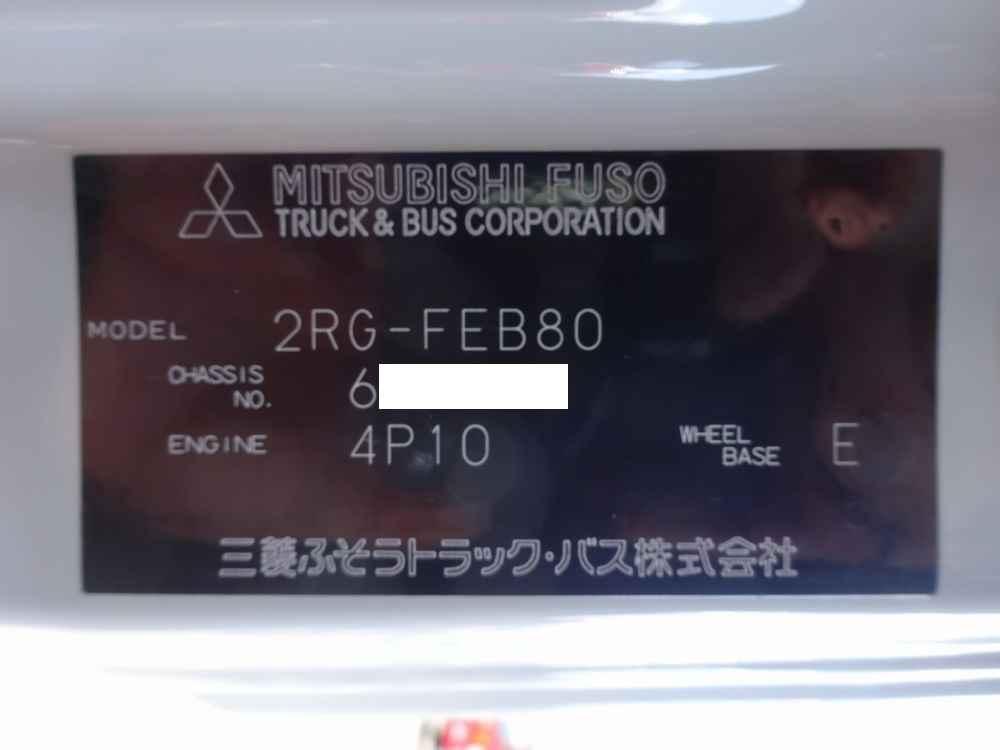 MITSUBISHI FUSO
TRUCK & BUS CORPORATION
MODEL 2RG-FEB80
CHASSIS NO. 6
ENGINE 4P10 WHEEL BASE E
三菱ふそうトラック・バス株式会社